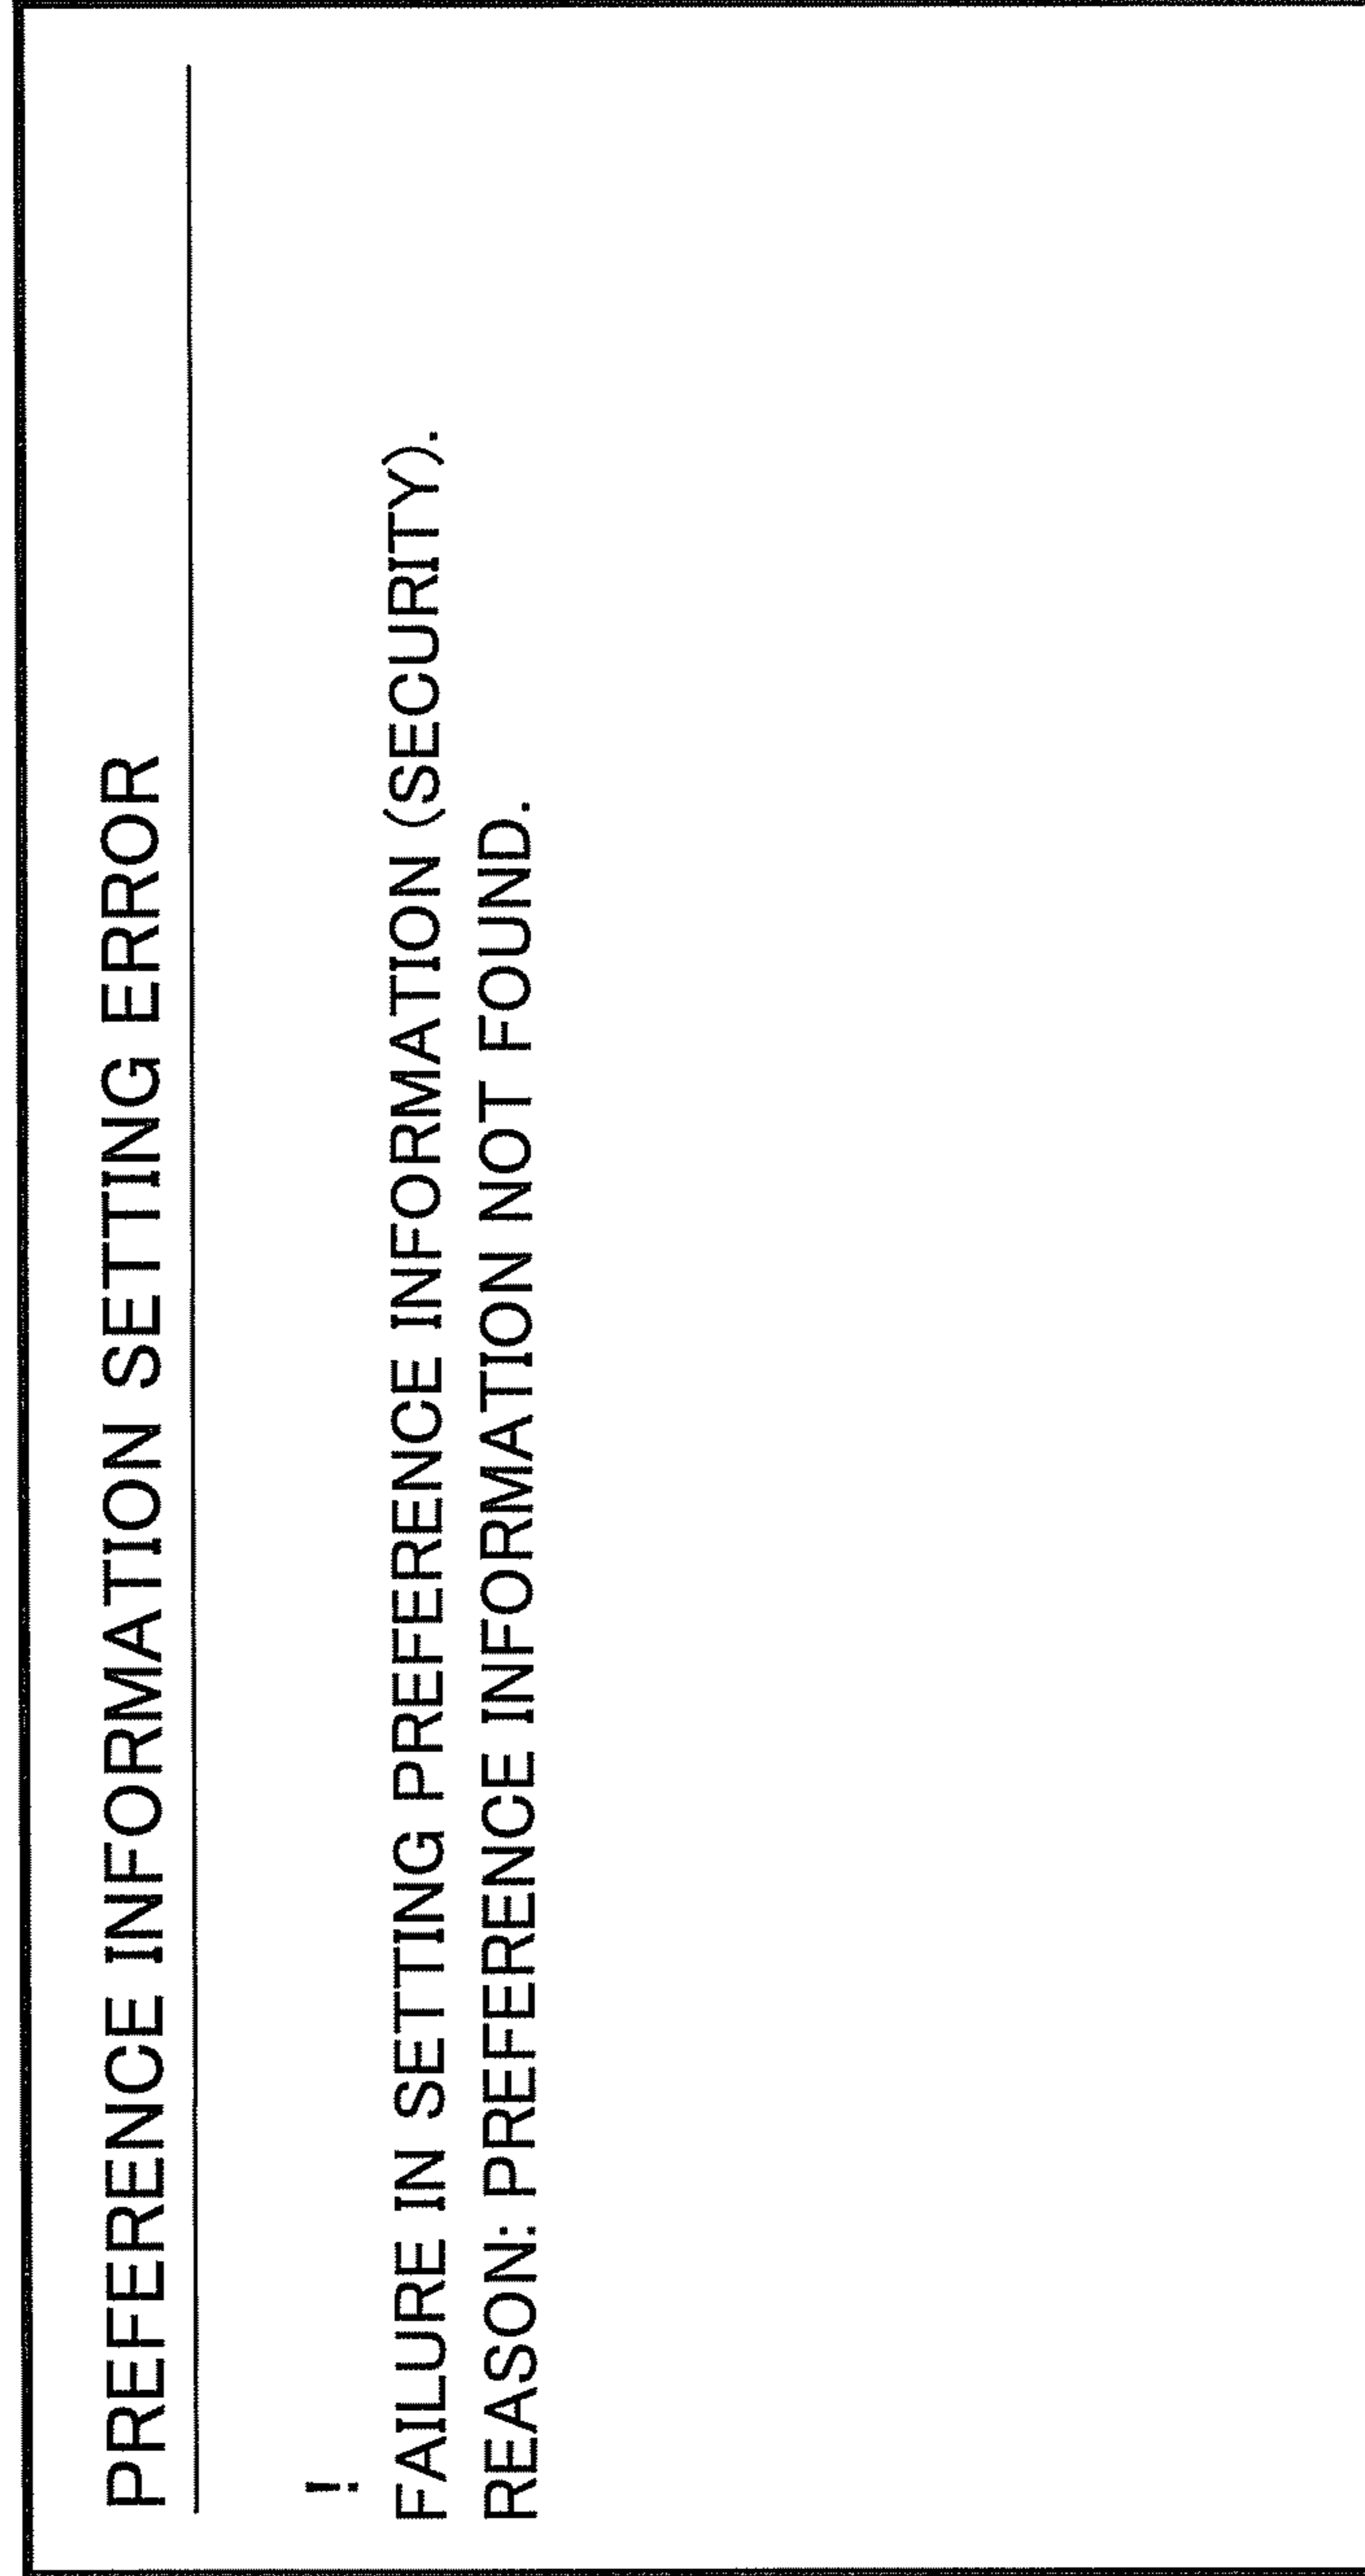 PREFERENCE INFORMATION SETTING ERROR
!
FAILURE IN SETTING PREFERENCE INFORMATION (SECURITY).
REASON: PREFERENCE INFORMATION NOT FOUND.